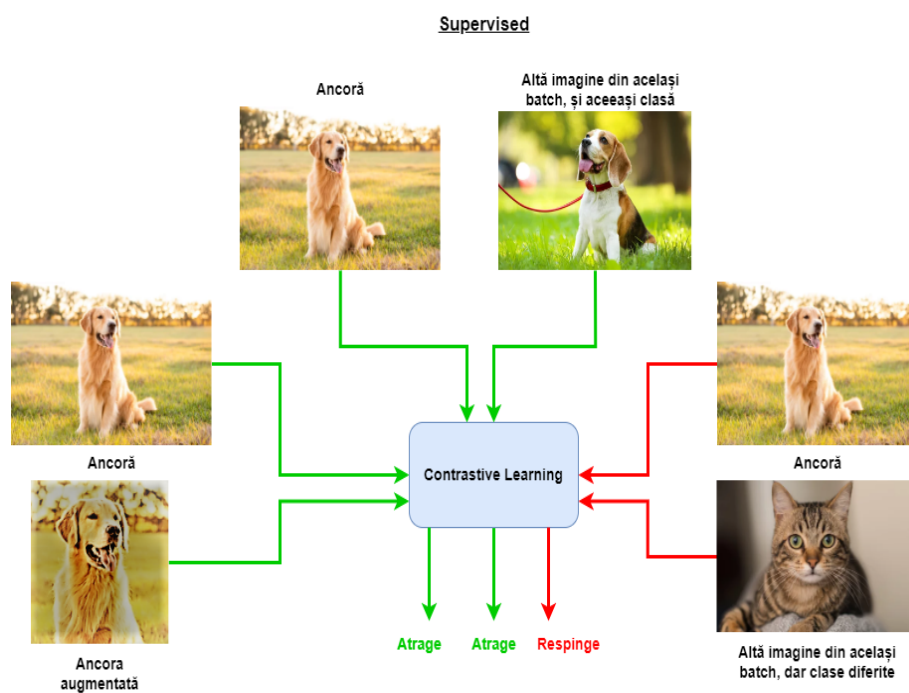 Supervised
Ancoră
Altă imagine din același
batch, și aceeași clasă
Ancoră
Ancoră
Contrastive Learning
Atrage
Atrage
Respinge
Ancora
augmentată
Altă imagine din același
batch, dar clase diferite